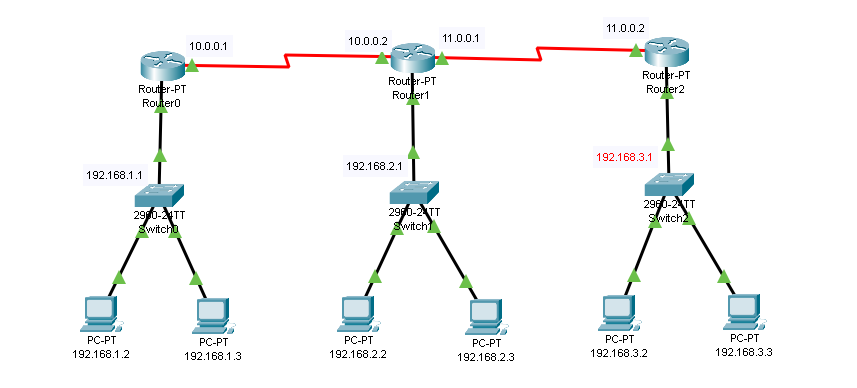 10.0.0.1
10.0.0.2
11.0.0.1
11.0.0.2
Router-PT
Router0
Router-PT
Router1
Router-PT
Router2
192.168.1.1
192.168.2.1
192.168.3.1
2960-24TT
Switch0
2960-24TT
Switch1
2960-24TT
Switch2
PC-PT
192.168.1.2
PC-PT
192.168.1.3
PC-PT
192.168.2.2
PC-PT
192.168.2.3
PC-PT
192.168.3.2
PC-PT
192.168.3.3